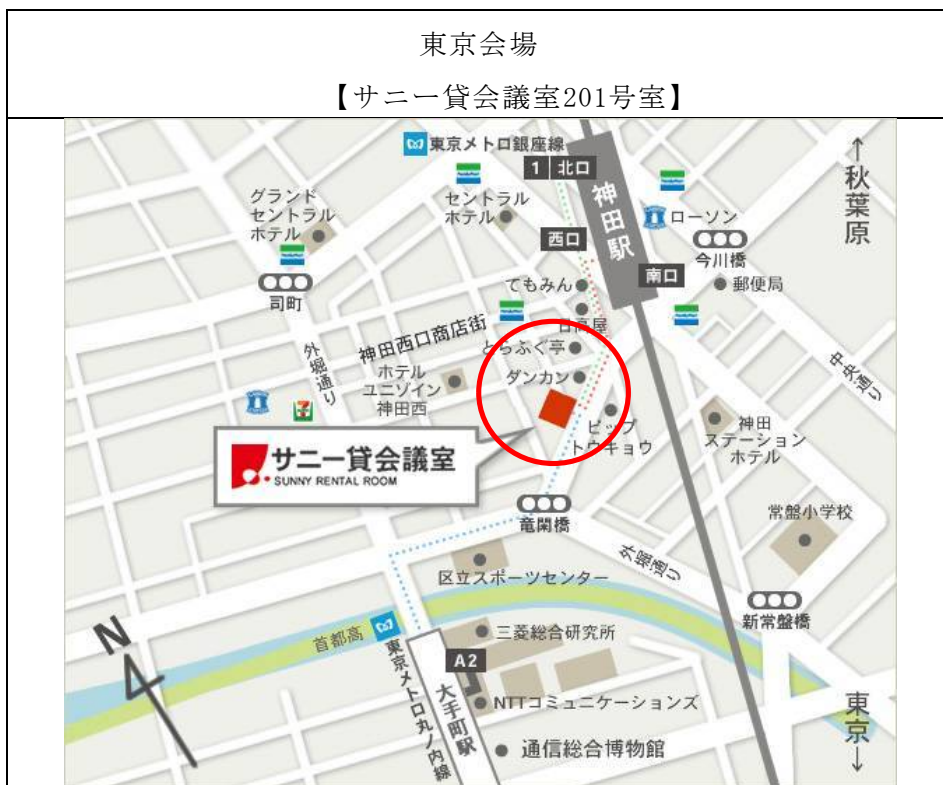 東京会場
【サニー貸会議室201号室】
東京メトロ銀座線
1 北口
神田駅
↑秋葉原
グランド
セントラル
ホテル
セントラル
ホテル
ローソン
西口
今川橋
南口
郵便局
てもみん
司町
日高屋
神田西口商店街
とらふく亭
外堀通り
中央通り
ホテル
ユニゾイン
神田西
ダンカン
ピップ
トウキョウ
神田
ステーション
ホテル
サニー貸会議室
SUNNY RENTAL ROOM
竜閑橋
常盤小学校
外堀通り
区立スポーツセンター
新常盤橋
N
首都高
三菱総合研究所
A2
東京メトロ丸ノ内線
大手町駅
NTTコミュニケーションズ
通信総合博物館
東京↓